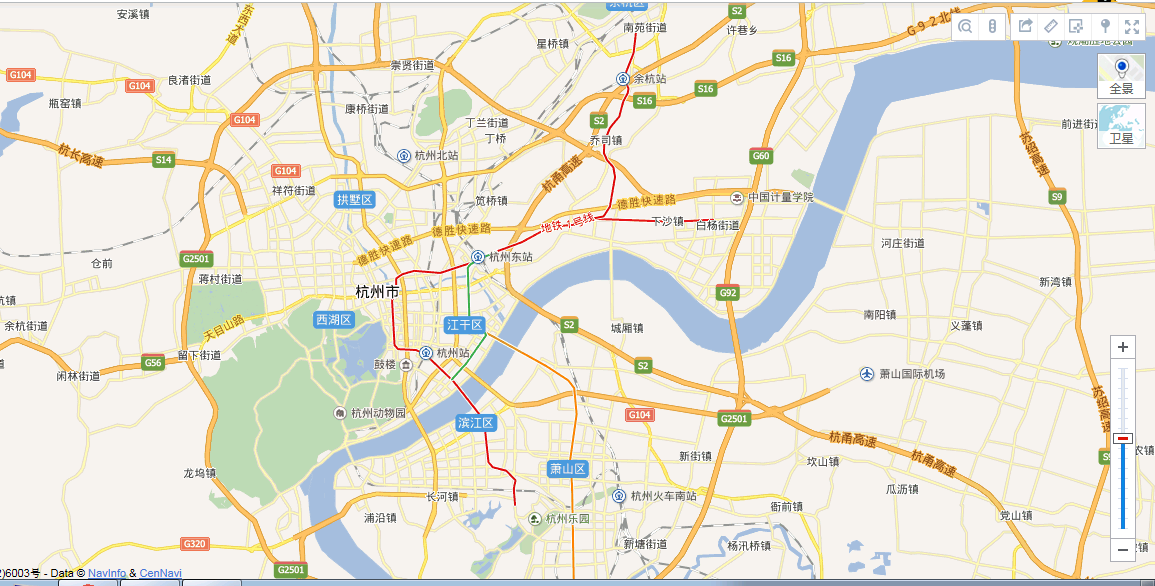 余杭区
安溪镇
东西大道
南苑街道
S2
许巷乡
G92北线
星桥镇
S16
观潮胜地公园
崇贤街道
余杭站
G104
良渚街道
G104
S16
全景
瓶窑镇
康桥街道
S16
G104
丁兰街道
S2
前进街道
丁桥
乔司镇
卫星
杭长高速
S14
杭州北站
G60
苏绍高速
G104
杭甬高速
祥符街道
拱墅区
笕桥镇
德胜快速路
中国计量学院
S9
地铁1号线
下沙镇
白杨街道
德胜快速路
德胜快速路
河庄街道
G2501
仓前
杭州东站
蒋村街道
新湾镇
杭州市
G92
杭镇
天目山路
西湖区
江干区
S2
城厢镇
南阳镇
义蓬镇
余杭街道
留下街道
G56
鼓楼
杭州站
S2
闲林街道
萧山国际机场
苏绍高速
杭州动物园
滨江区
G104
G2501
杭甬高速
杭甬高速
S9
农镇
龙坞镇
萧山区
新街镇
坎山镇
瓜沥镇
长河镇
杭州火车南站
衙前镇
浦沿镇
杭州乐园
党山镇
G320
新塘街道
杨汛桥镇
G2501
2)6003号 - Data © NavInfo & CenNavi